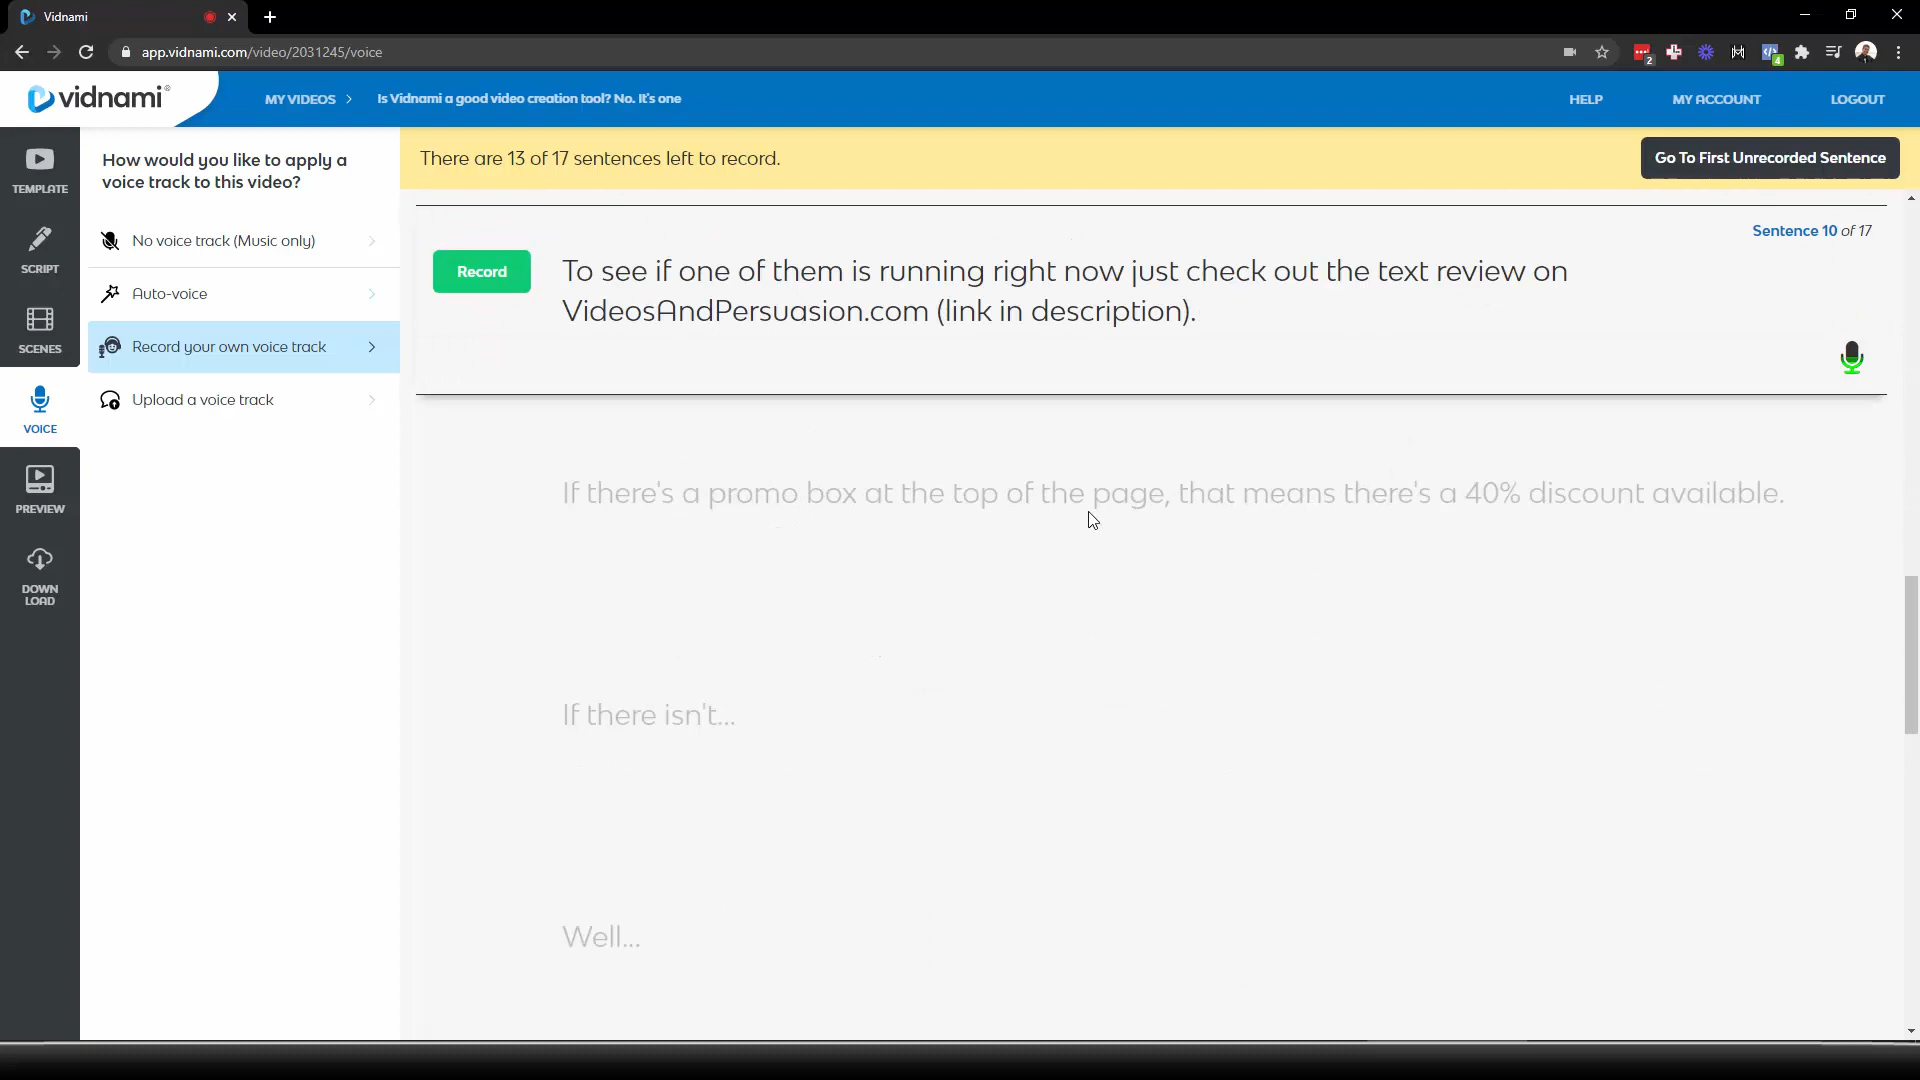 Vidnami
app.vidnami.com/video/2031245/voice
2
4
vidnami®
MY VIDEOS
Is Vidnami a good video creation tool? No. It's one
HELP
MY ACCOUNT
LOGOUT
TEMPLATE
SCRIPT
SCENES
VOICE
PREVIEW
DOWN
LOAD
How would you like to apply a
voice track to this video?
No voice track (Music only)
Auto-voice
Record your own voice track
Upload a voice track
There are 13 of 17 sentences left to record.
Go To First Unrecorded Sentence
Sentence 10 of 17
Record
To see if one of them is running right now just check out the text review on
VideosAndPersuasion.com (link in description).
If there's a promo box at the top of the page, that means there's a 40% discount available.
If there isn't...
Well...